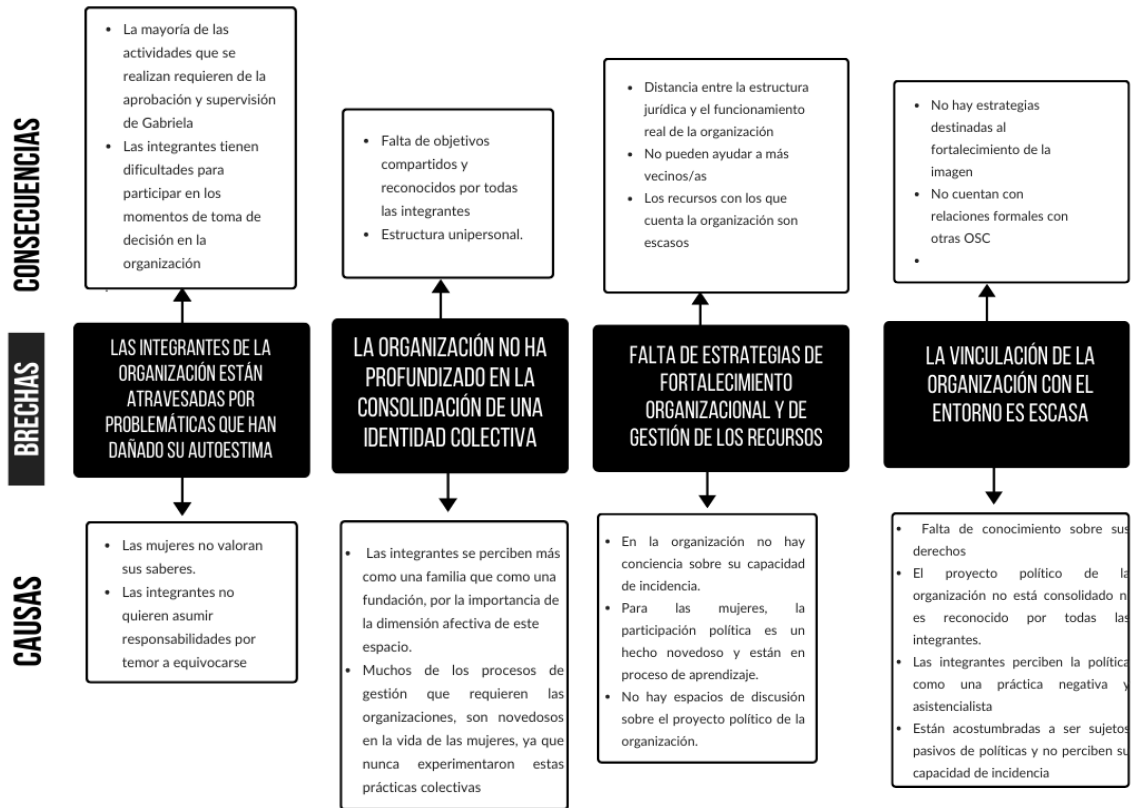 CONSECUENCIAS
• La mayoría de las
actividades que se
realizan requieren de la
aprobación y supervisión
de Gabriela
• Las integrantes tienen
dificultades para
participar en los
momentos de toma de
decisión en la
organización
• Falta de objetivos
compartidos y
reconocidos por todas
las integrantes
• Estructura unipersonal.
• Distancia entre la estructura
jurídica y el funcionamiento
real de la organización
• No pueden ayudar a más
vecinos/as
• Los recursos con los que
cuenta la organización son
escasos
• No hay estrategias
destinadas al
fortalecimiento de la
imagen
• No cuentan con
relaciones formales con
otras OSC
•
BRECHAS
LAS INTEGRANTES DE LA
ORGANIZACIÓN ESTÁN
ATRAVESADAS POR
PROBLEMÁTICAS QUE HAN
DAÑADO SU AUTOESTIMA
LA ORGANIZACIÓN NO HA
PROFUNDIZADO EN LA
CONSOLIDACIÓN DE UNA
IDENTIDAD COLECTIVA
FALTA DE ESTRATEGIAS DE
FORTALECIMIENTO
ORGANIZACIONAL Y DE
GESTIÓN DE LOS RECURSOS
LA VINCULACIÓN DE LA
ORGANIZACIÓN CON EL
ENTORNO ES ESCASA
CAUSAS
• Las mujeres no valoran
sus saberes.
• Las integrantes no
quieren asumir
responsabilidades por
temor a equivocarse
• Las integrantes se perciben más
como una familia que como una
fundación, por la importancia de
la dimensión afectiva de este
espacio.
• Muchos de los procesos de
gestión que requieren las
organizaciones, son novedosos
en la vida de las mujeres, ya que
nunca experimentaron estas
prácticas colectivas
• En la organización no hay
conciencia sobre su capacidad
de incidencia.
• Para las mujeres, la
participación política es un
hecho novedoso y están en
proceso de aprendizaje.
• No hay espacios de discusión
sobre el proyecto político de la
organización.
• Falta de conocimiento sobre sus
derechos
• El proyecto político de la
organización no está consolidado n
es reconocido por todas las
integrantes.
• Las integrantes perciben la política
como una práctica negativa y
asistencialista
• Están acostumbradas a ser sujetos
pasivos de políticas y no perciben su
capacidad de incidencia